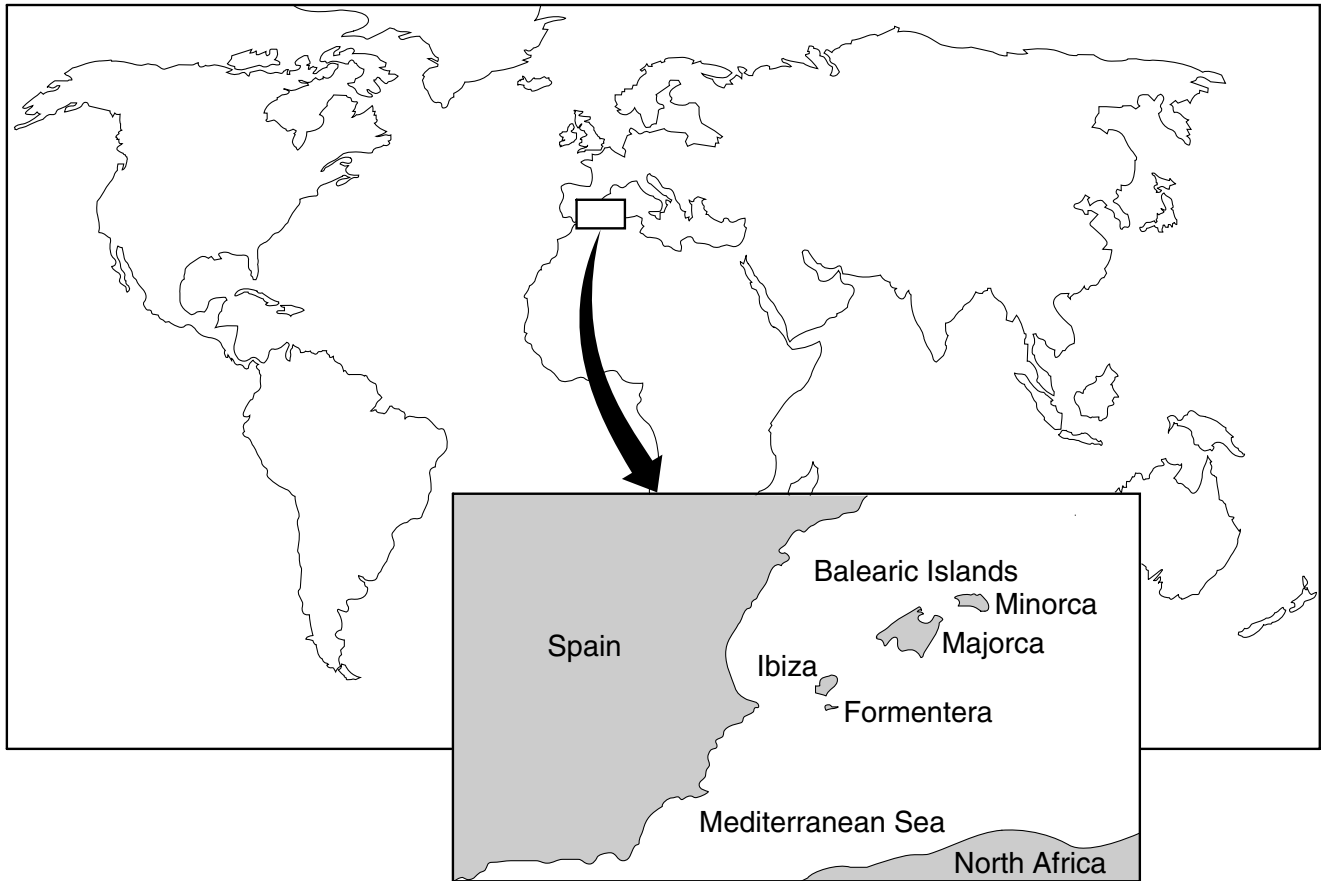 Balearic Islands
Minorca
Majorca
Spain
Ibiza
Formentera
Mediterranean Sea
North Africa